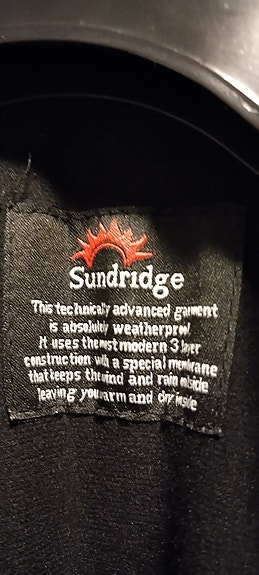 Sundridge
This technically advanced garment
is absolutely weatherproof
It uses the most modern 3 layer
construction with a special membrane
that keeps the wind and rain outside
leaving you warm and dry inside